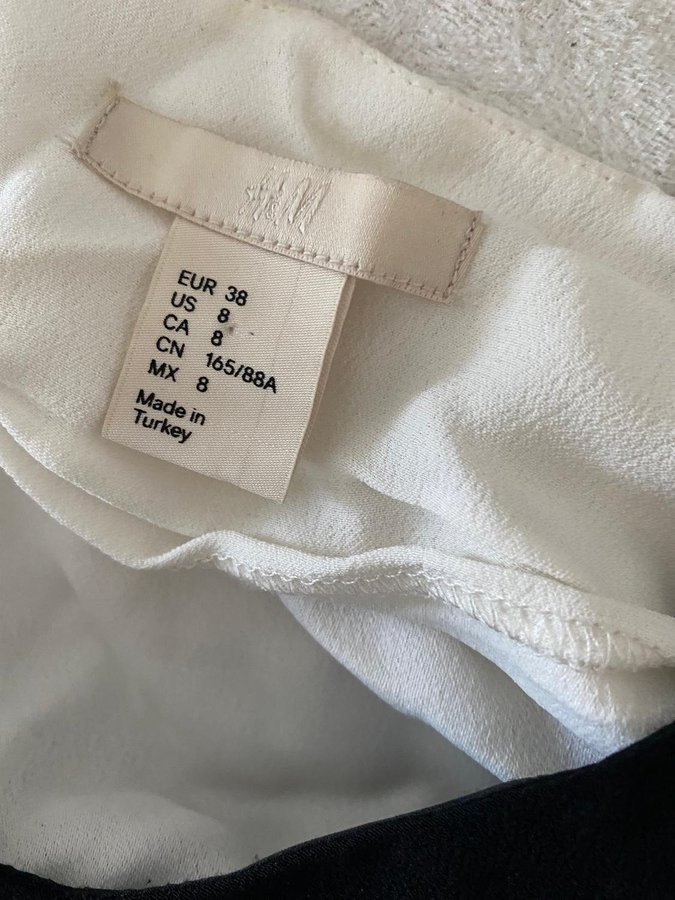 H&M
EUR 38
US 8
CA 8
CN 165/88A
MX 8
Made in
Turkey